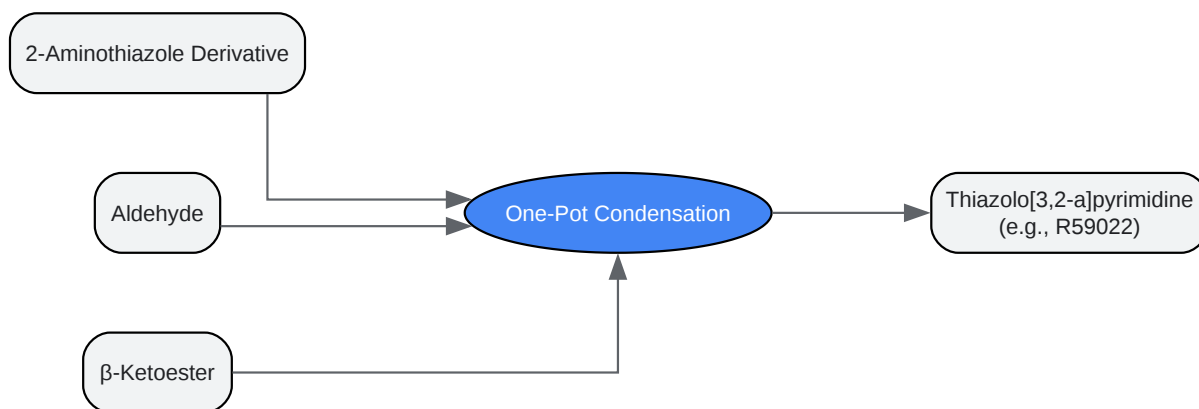 2-Aminothiazole Derivative
Aldehyde
One-Pot Condensation
Thiazolo[3,2-a]pyrimidine
(e.g., R59022)
β-Ketoester